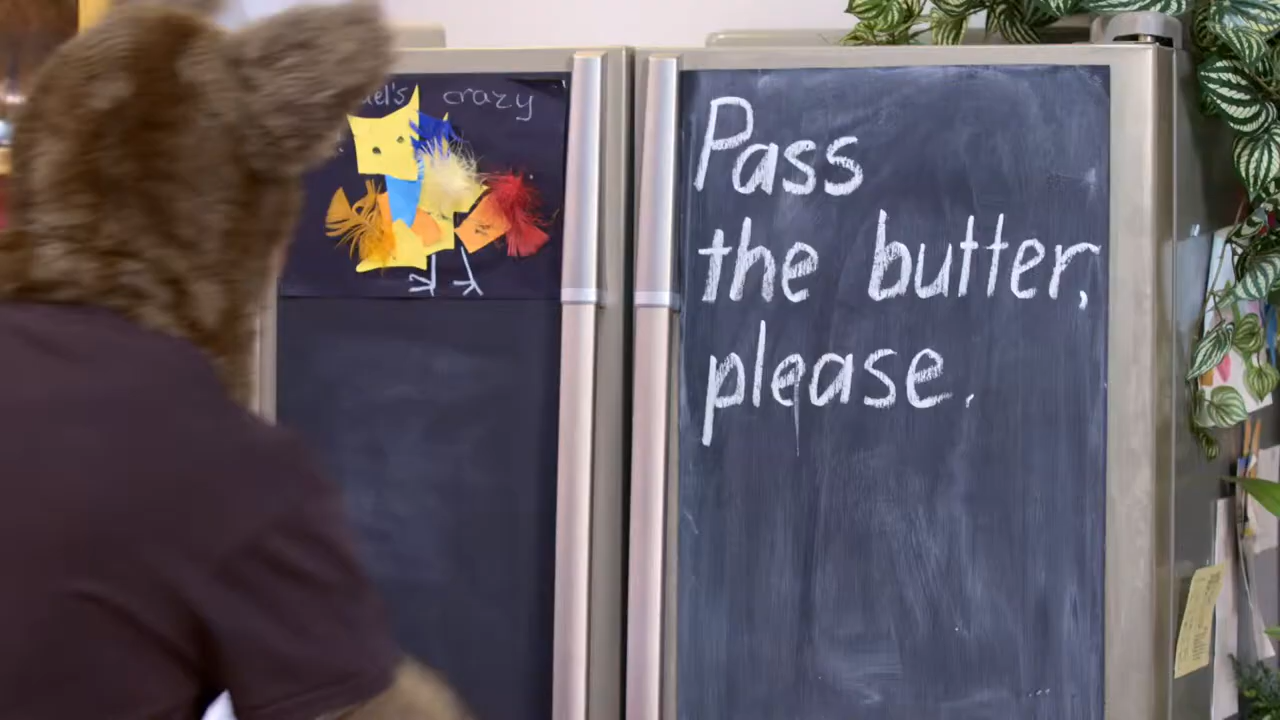 crazy
Pass
the butter,
please.